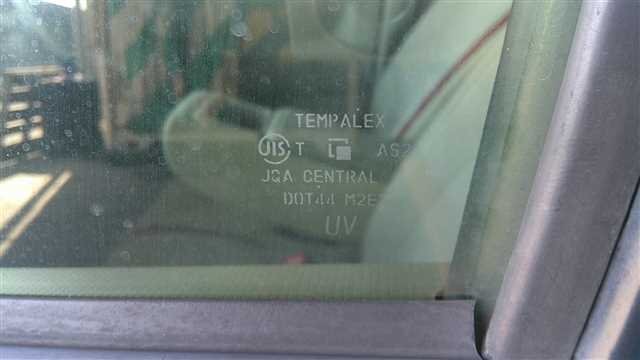 TEMPALEX
JIS T AS2
JQA CENTRAL
DOT44 M2E
UV